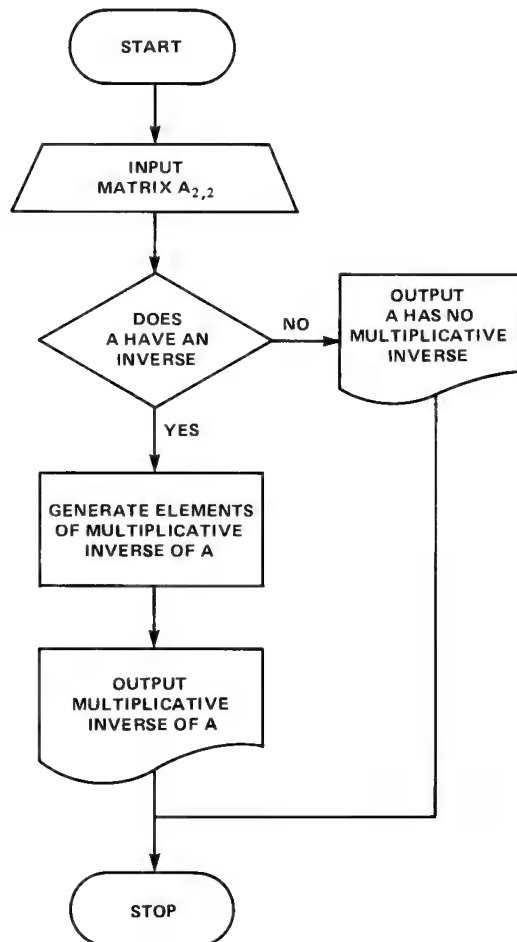 START
INPUT
MATRIX A₂,₂
DOES
A HAVE AN
INVERSE
NO
OUTPUT
A HAS NO
MULTIPLICATIVE
INVERSE
YES
GENERATE ELEMENTS
OF MULTIPLICATIVE
INVERSE OF A
OUTPUT
MULTIPLICATIVE
INVERSE OF A
STOP